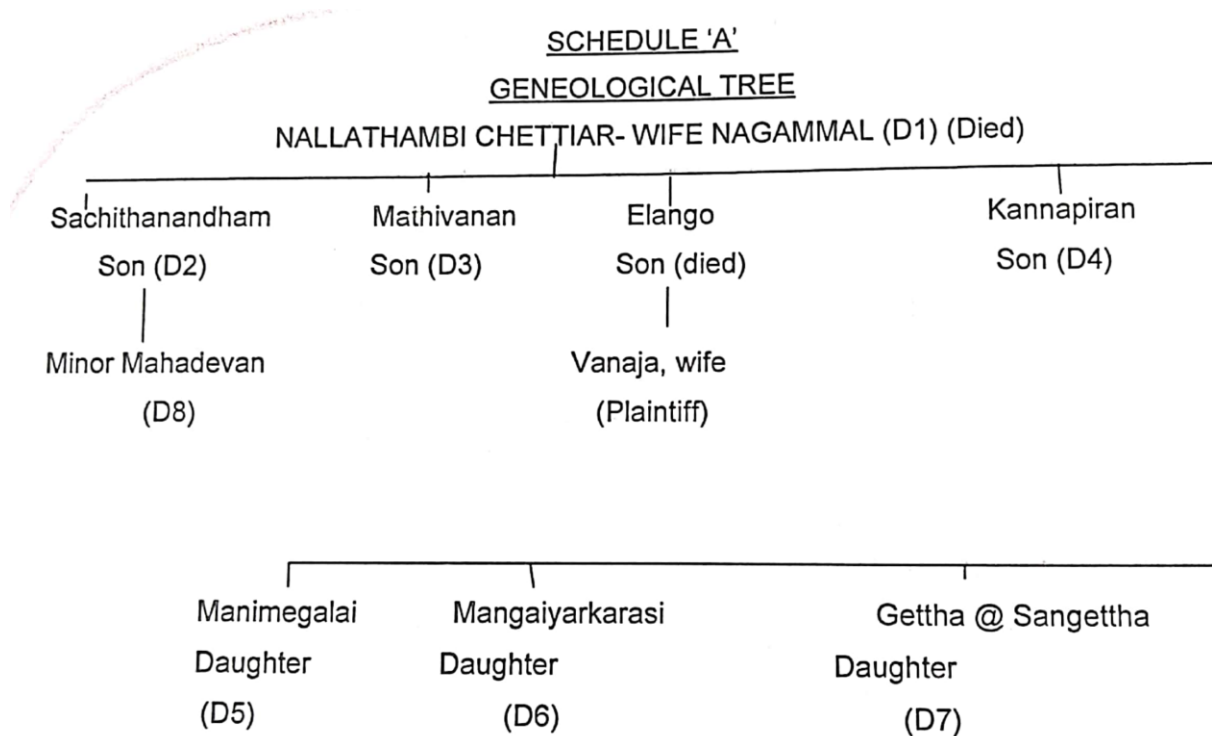 SCHEDULE 'A'
GENEOLOGICAL TREE
NALLATHAMBI CHETTIAR- WIFE NAGAMMAL (D1) (Died)
Sachithanandham Mathivanan Elango Kannapiran
Son (D2) Son (D3) Son (died) Son (D4)
Minor Mahadevan Vanaja, wife
(D8) (Plaintiff)
Manimegalai Mangaiyarkarasi Gettha @ Sangettha
Daughter Daughter Daughter
(D5) (D6) (D7)